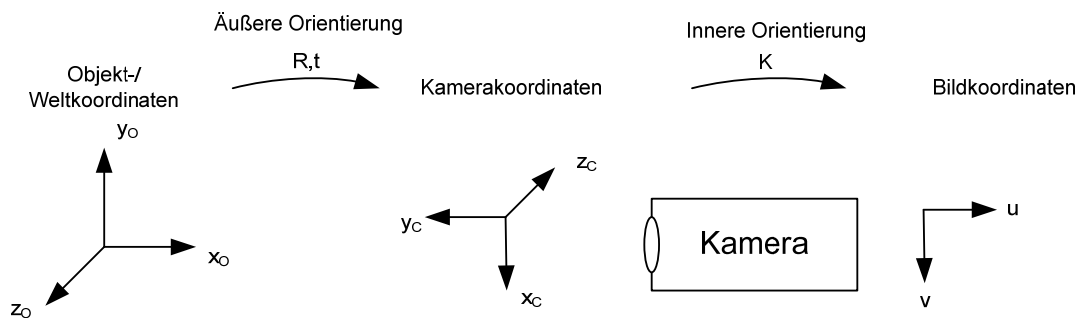 Äußere Orientierung
R,t
Innere Orientierung
K
Objekt-/
Weltkoordinaten
Kamerakoordinaten
Bildkoordinaten
yO
xO
zO
zC
yC
xC
Kamera
u
v